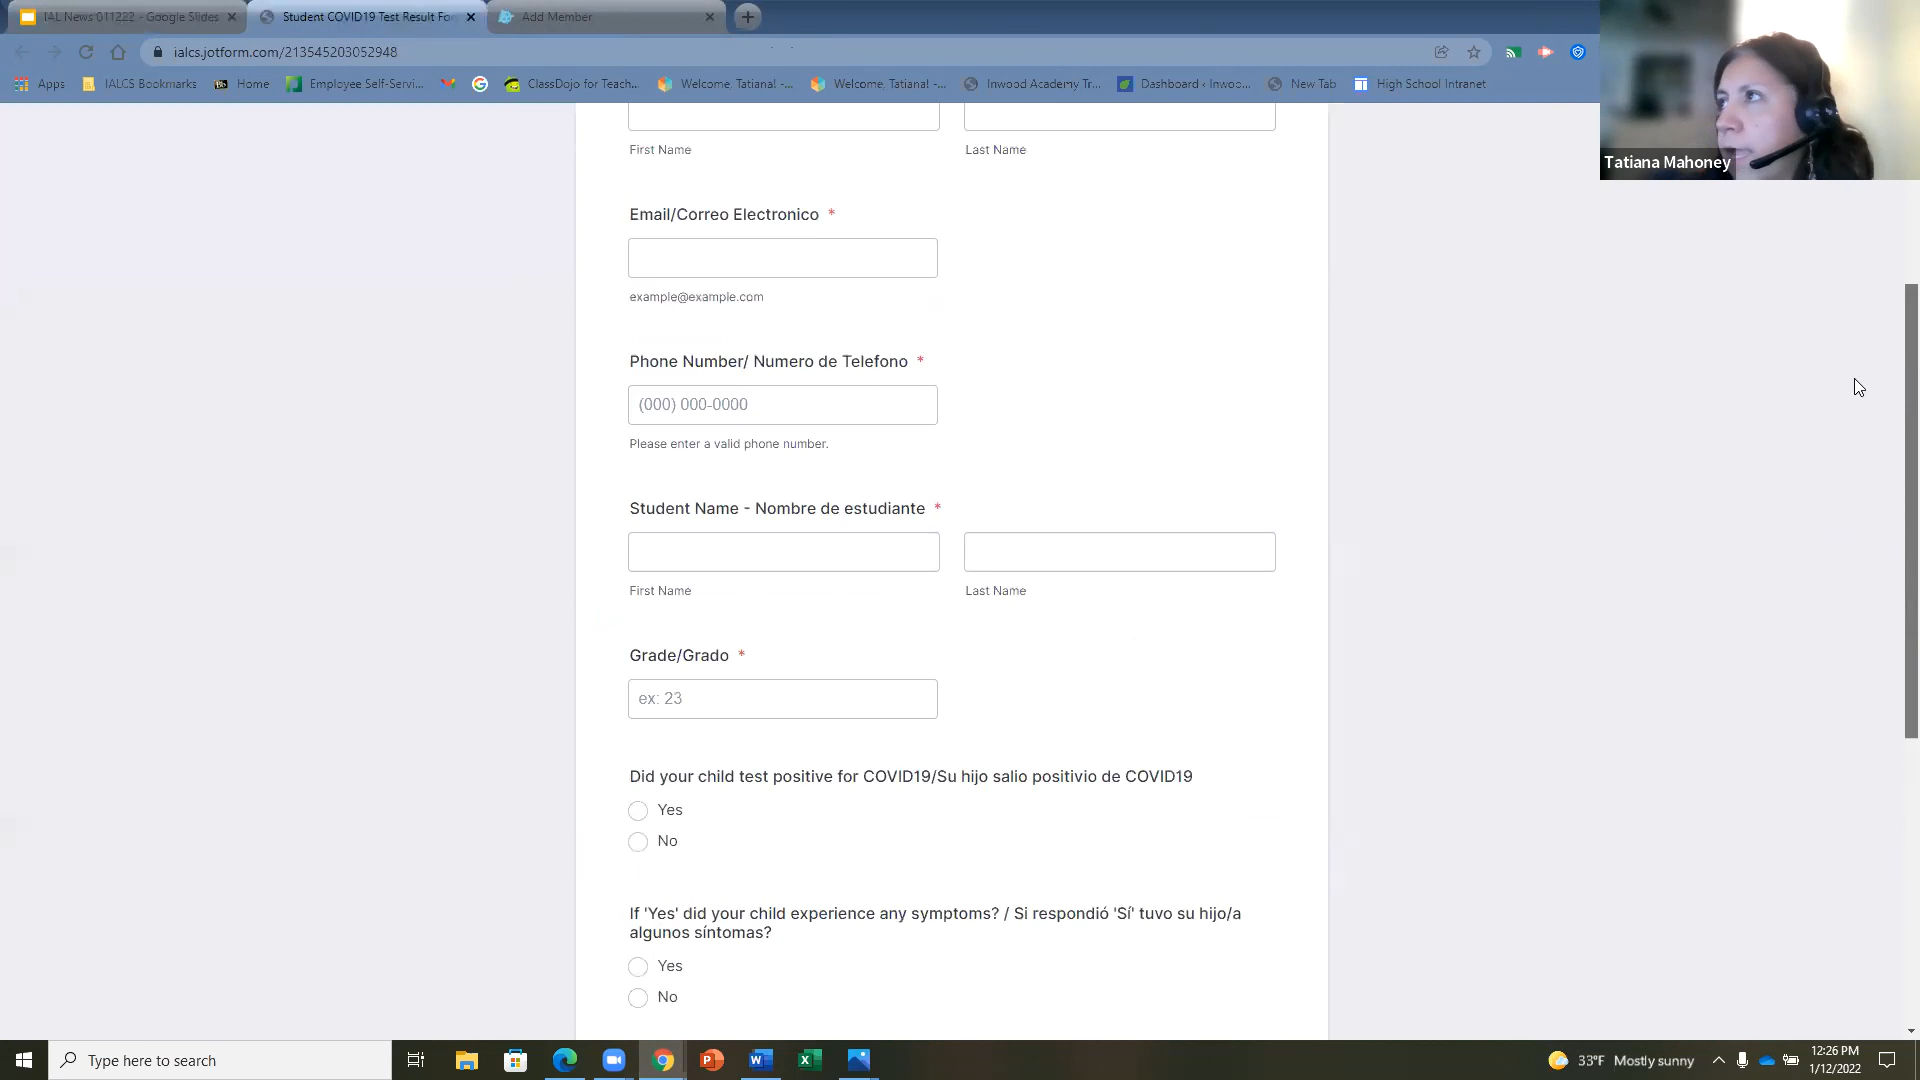 IAL News 011222 - Google Slides
Student COVID19 Test Result For
Add Member
ialcs.jotform.com/213545203052948
Apps
IALCS Bookmarks
Home
Employee Self-Servi...
ClassDojo for Teach...
Welcome, Tatiana! -...
Welcome, Tatiana! -...
Inwood Academy Tr...
Dashboard ‹ Inwoo...
New Tab
High School Intranet
Tatiana Mahoney
First Name
Last Name
Email/Correo Electronico *
example@example.com
Phone Number/ Numero de Telefono *
(000) 000-0000
Please enter a valid phone number.
Student Name - Nombre de estudiante *
First Name
Last Name
Grade/Grado *
ex: 23
Did your child test positive for COVID19/Su hijo salio positivio de COVID19
Yes
No
If 'Yes' did your child experience any symptoms? / Si respondió 'Sí' tuvo su hijo/a
algunos síntomas?
Yes
No
Type here to search
33°F Mostly sunny
12:26 PM
1/12/2022